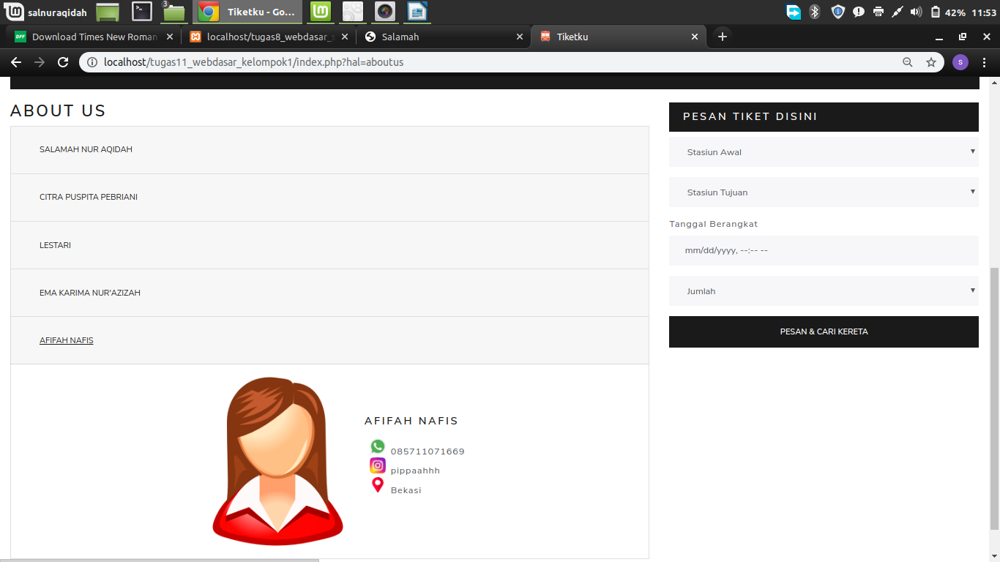 salnuraqidah
3
Tiketku - Go...
42% 11:53
DFF Download Times New Roman
localhost/tugas8_webdasar_s
Salamah
Tiketku
localhost/tugas11_webdasar_kelompok1/index.php?hal=aboutus
S
ABOUT US
SALAMAH NUR AQIDAH
CITRA PUSPITA PEBRIANI
LESTARI
EMA KARIMA NUR'AZIZAH
AFIFAH NAFIS
AFIFAH NAFIS
085711071669
pippaahhh
Bekasi
PESAN TIKET DISINI
Stasiun Awal
Stasiun Tujuan
Tanggal Berangkat
mm/dd/yyyy, --:-- --
Jumlah
PESAN & CARI KERETA